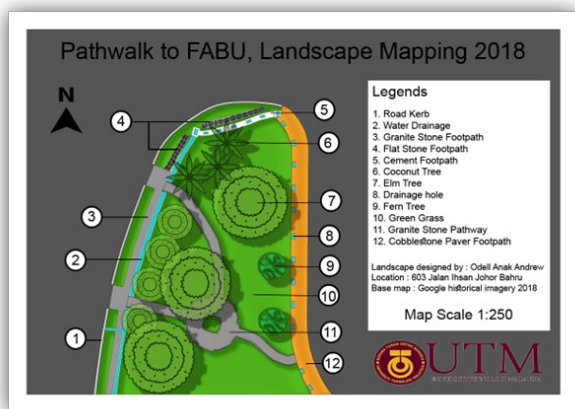 Pathwalk to FABU, Landscape Mapping 2018
N
Legends
1. Road Kerb
2. Water Drainage
3. Granite Stone Footpath
4. Flat Stone Footpath
5. Cement Footpath
6. Coconut Tree
7. Elm Tree
8. Drainage hole
9. Fern Tree
10. Green Grass
11. Granite Stone Pathway
12. Cobblestone Paver Footpath
Landscape designed by : Odell Anak Andrew
Location : 603 Jalan Ihsan Johor Bahru
Base map : Google historical imagery 2018
Map Scale 1:250
UTM
4
5
6
3
7
2
8
9
10
1
11
12